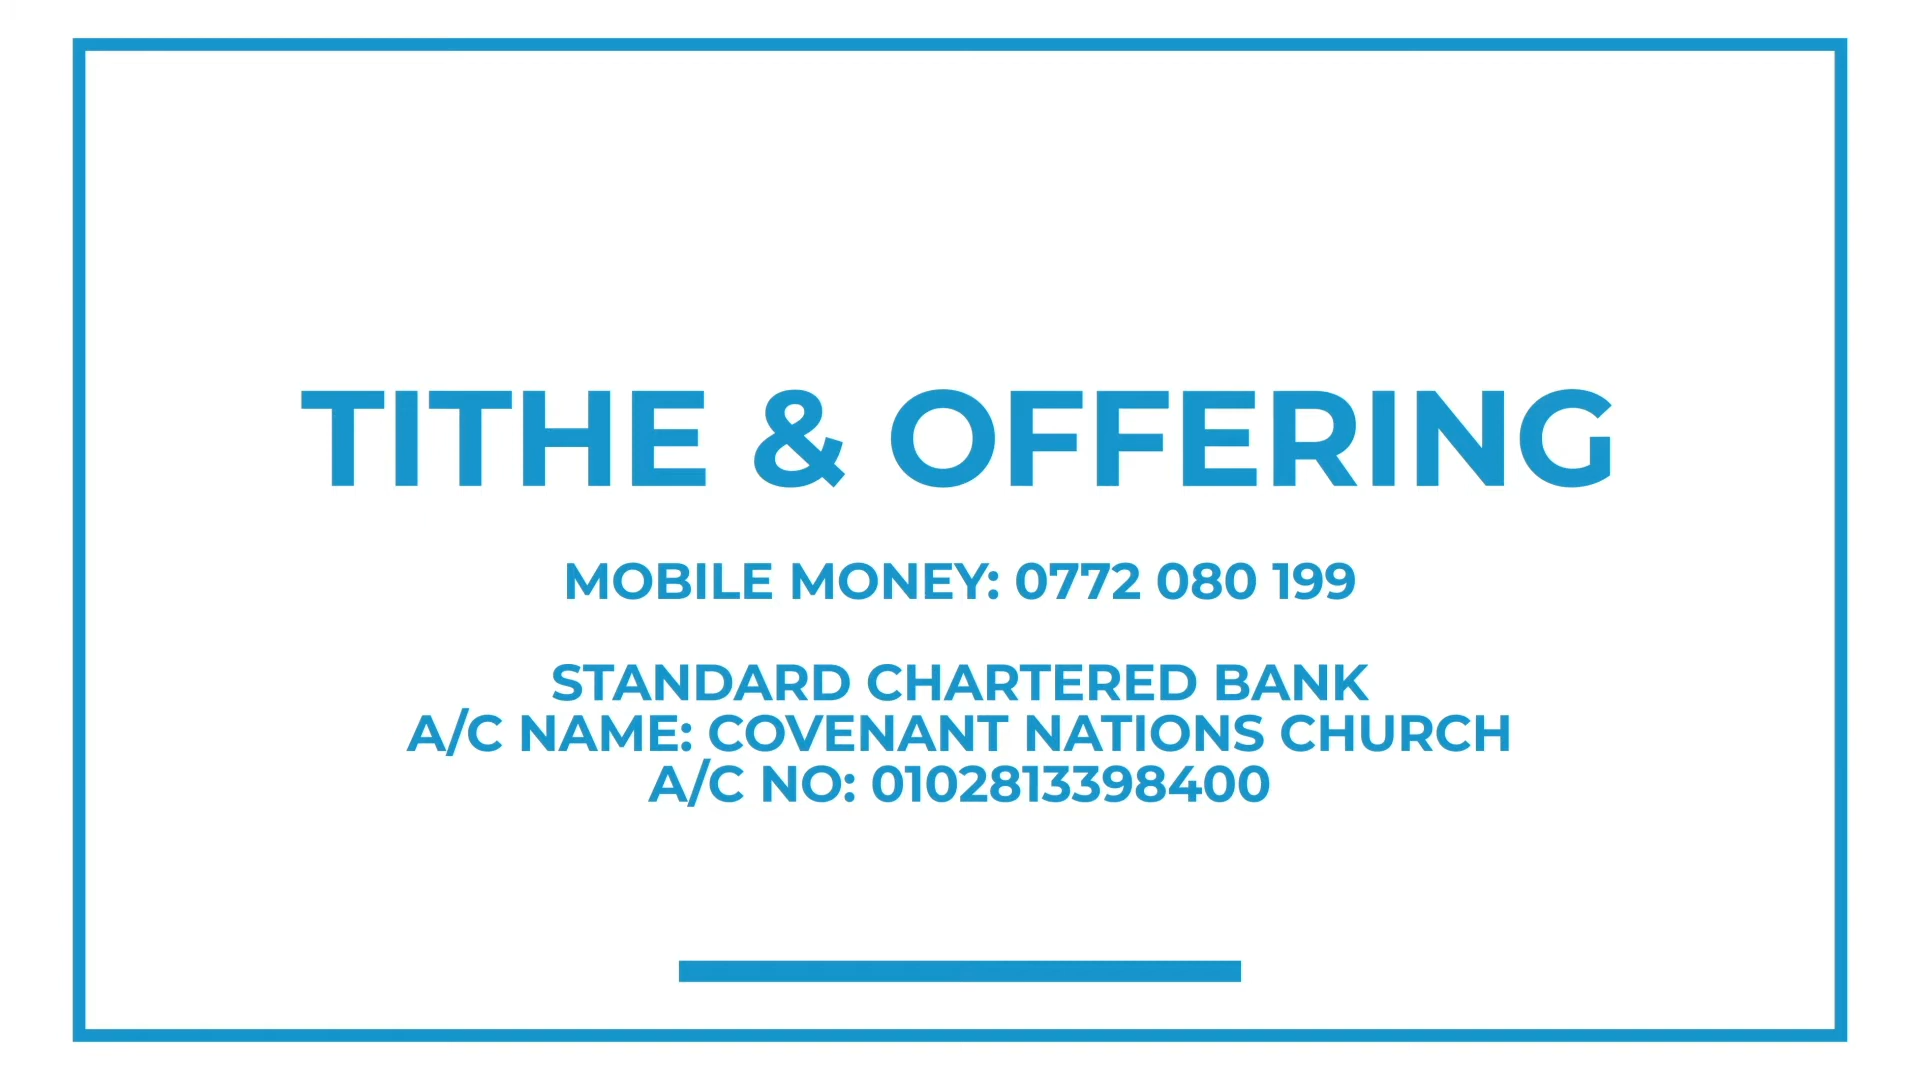 TITHE & OFFERING
MOBILE MONEY: 0772 080 199
STANDARD CHARTERED BANK
A/C NAME: COVENANT NATIONS CHURCH
A/C NO: 0102813398400